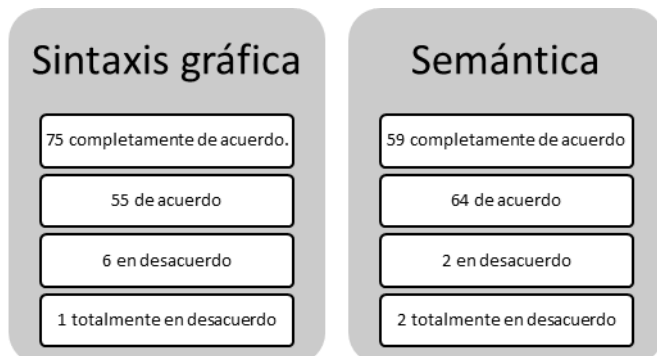 Sintaxis gráfica
75 completamente de acuerdo.
55 de acuerdo
6 en desacuerdo
1 totalmente en desacuerdo
Semántica
59 completamente de acuerdo
64 de acuerdo
2 en desacuerdo
2 totalmente en desacuerdo